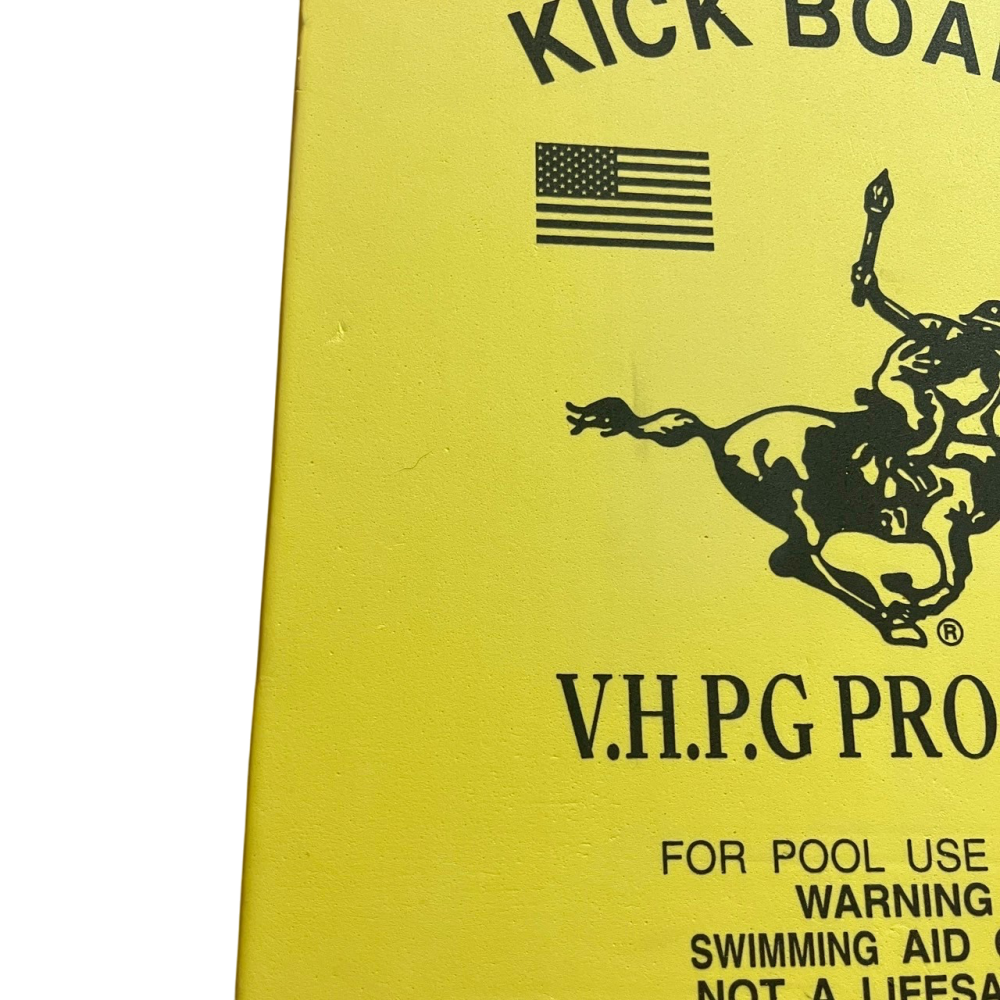 KICK BOA
®
V.H.P.G PRO
FOR POOL USE
WARNING
SWIMMING AID
NOT A LIFESA